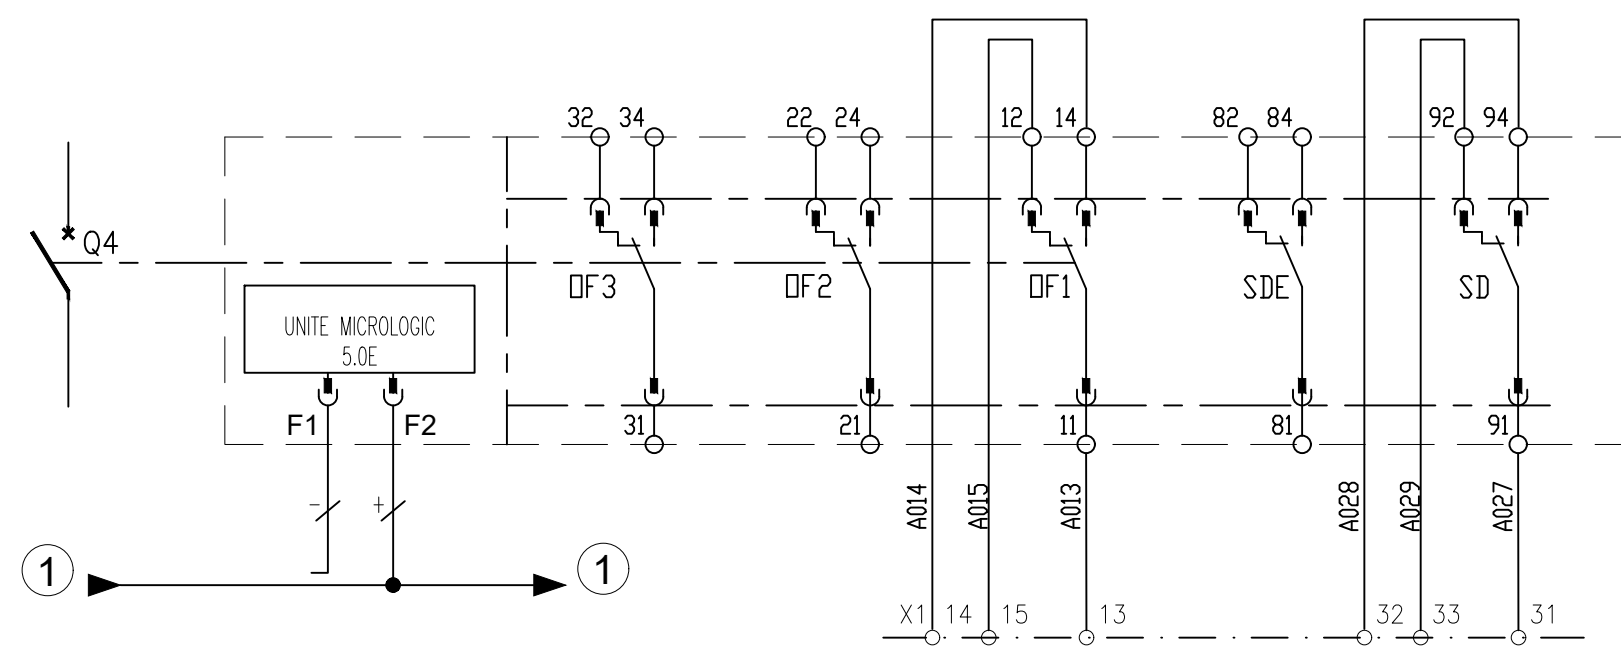 32 34 22 24 12 14 82 84 92 94
Q4
OF3 OF2 OF1 SDE SD
UNITE MICROLOGIC
5.0E
F1 F2 31 21 11 81 91
- +
A014 A015 A013 A028 A029 A027
1 1
X1 14 15 13 32 33 31